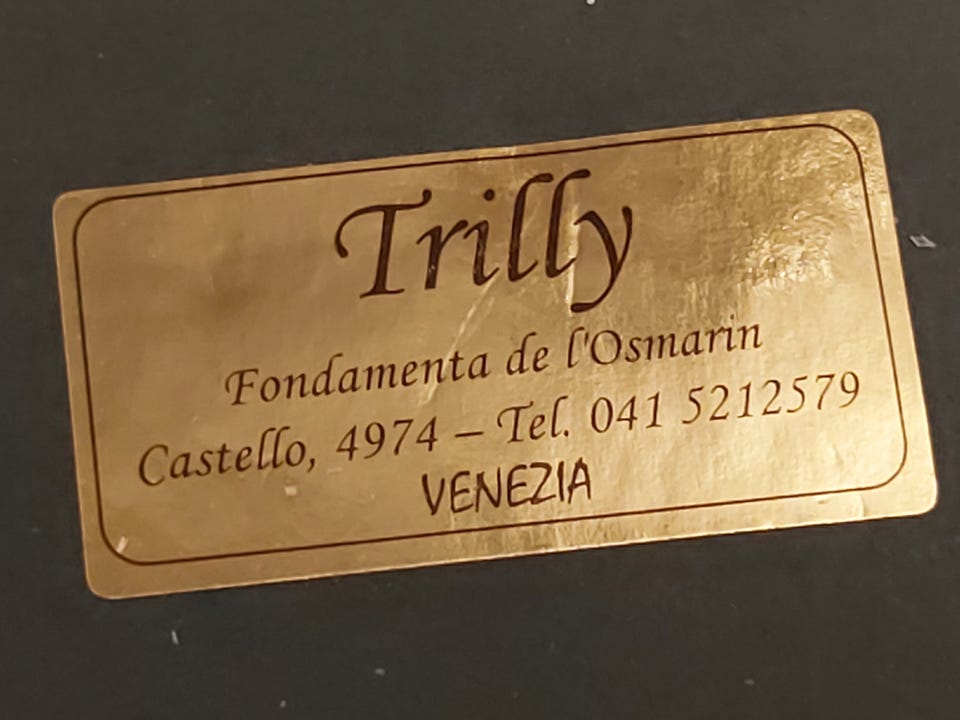 Trilly
Fondamenta de l'Osmarin
Castello, 4974 – Tel. 041 5212579
VENEZIA